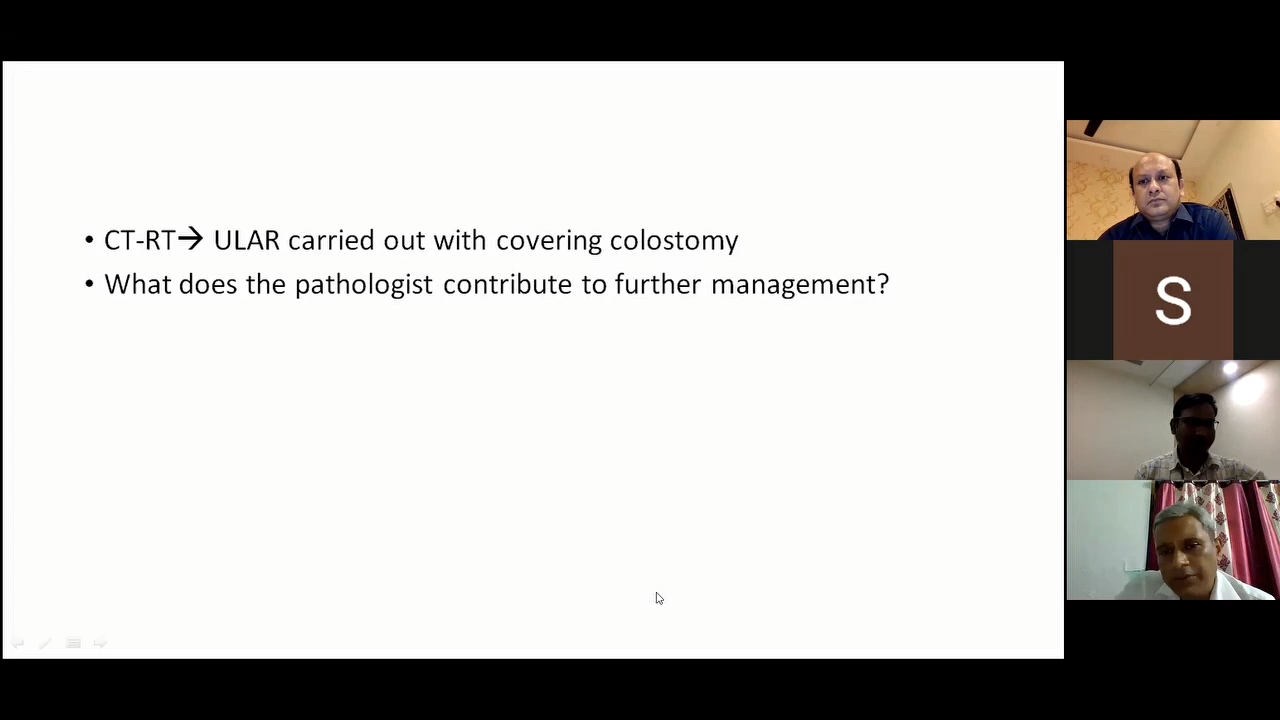 • CT-RT→ ULAR carried out with covering colostomy
• What does the pathologist contribute to further management?
S